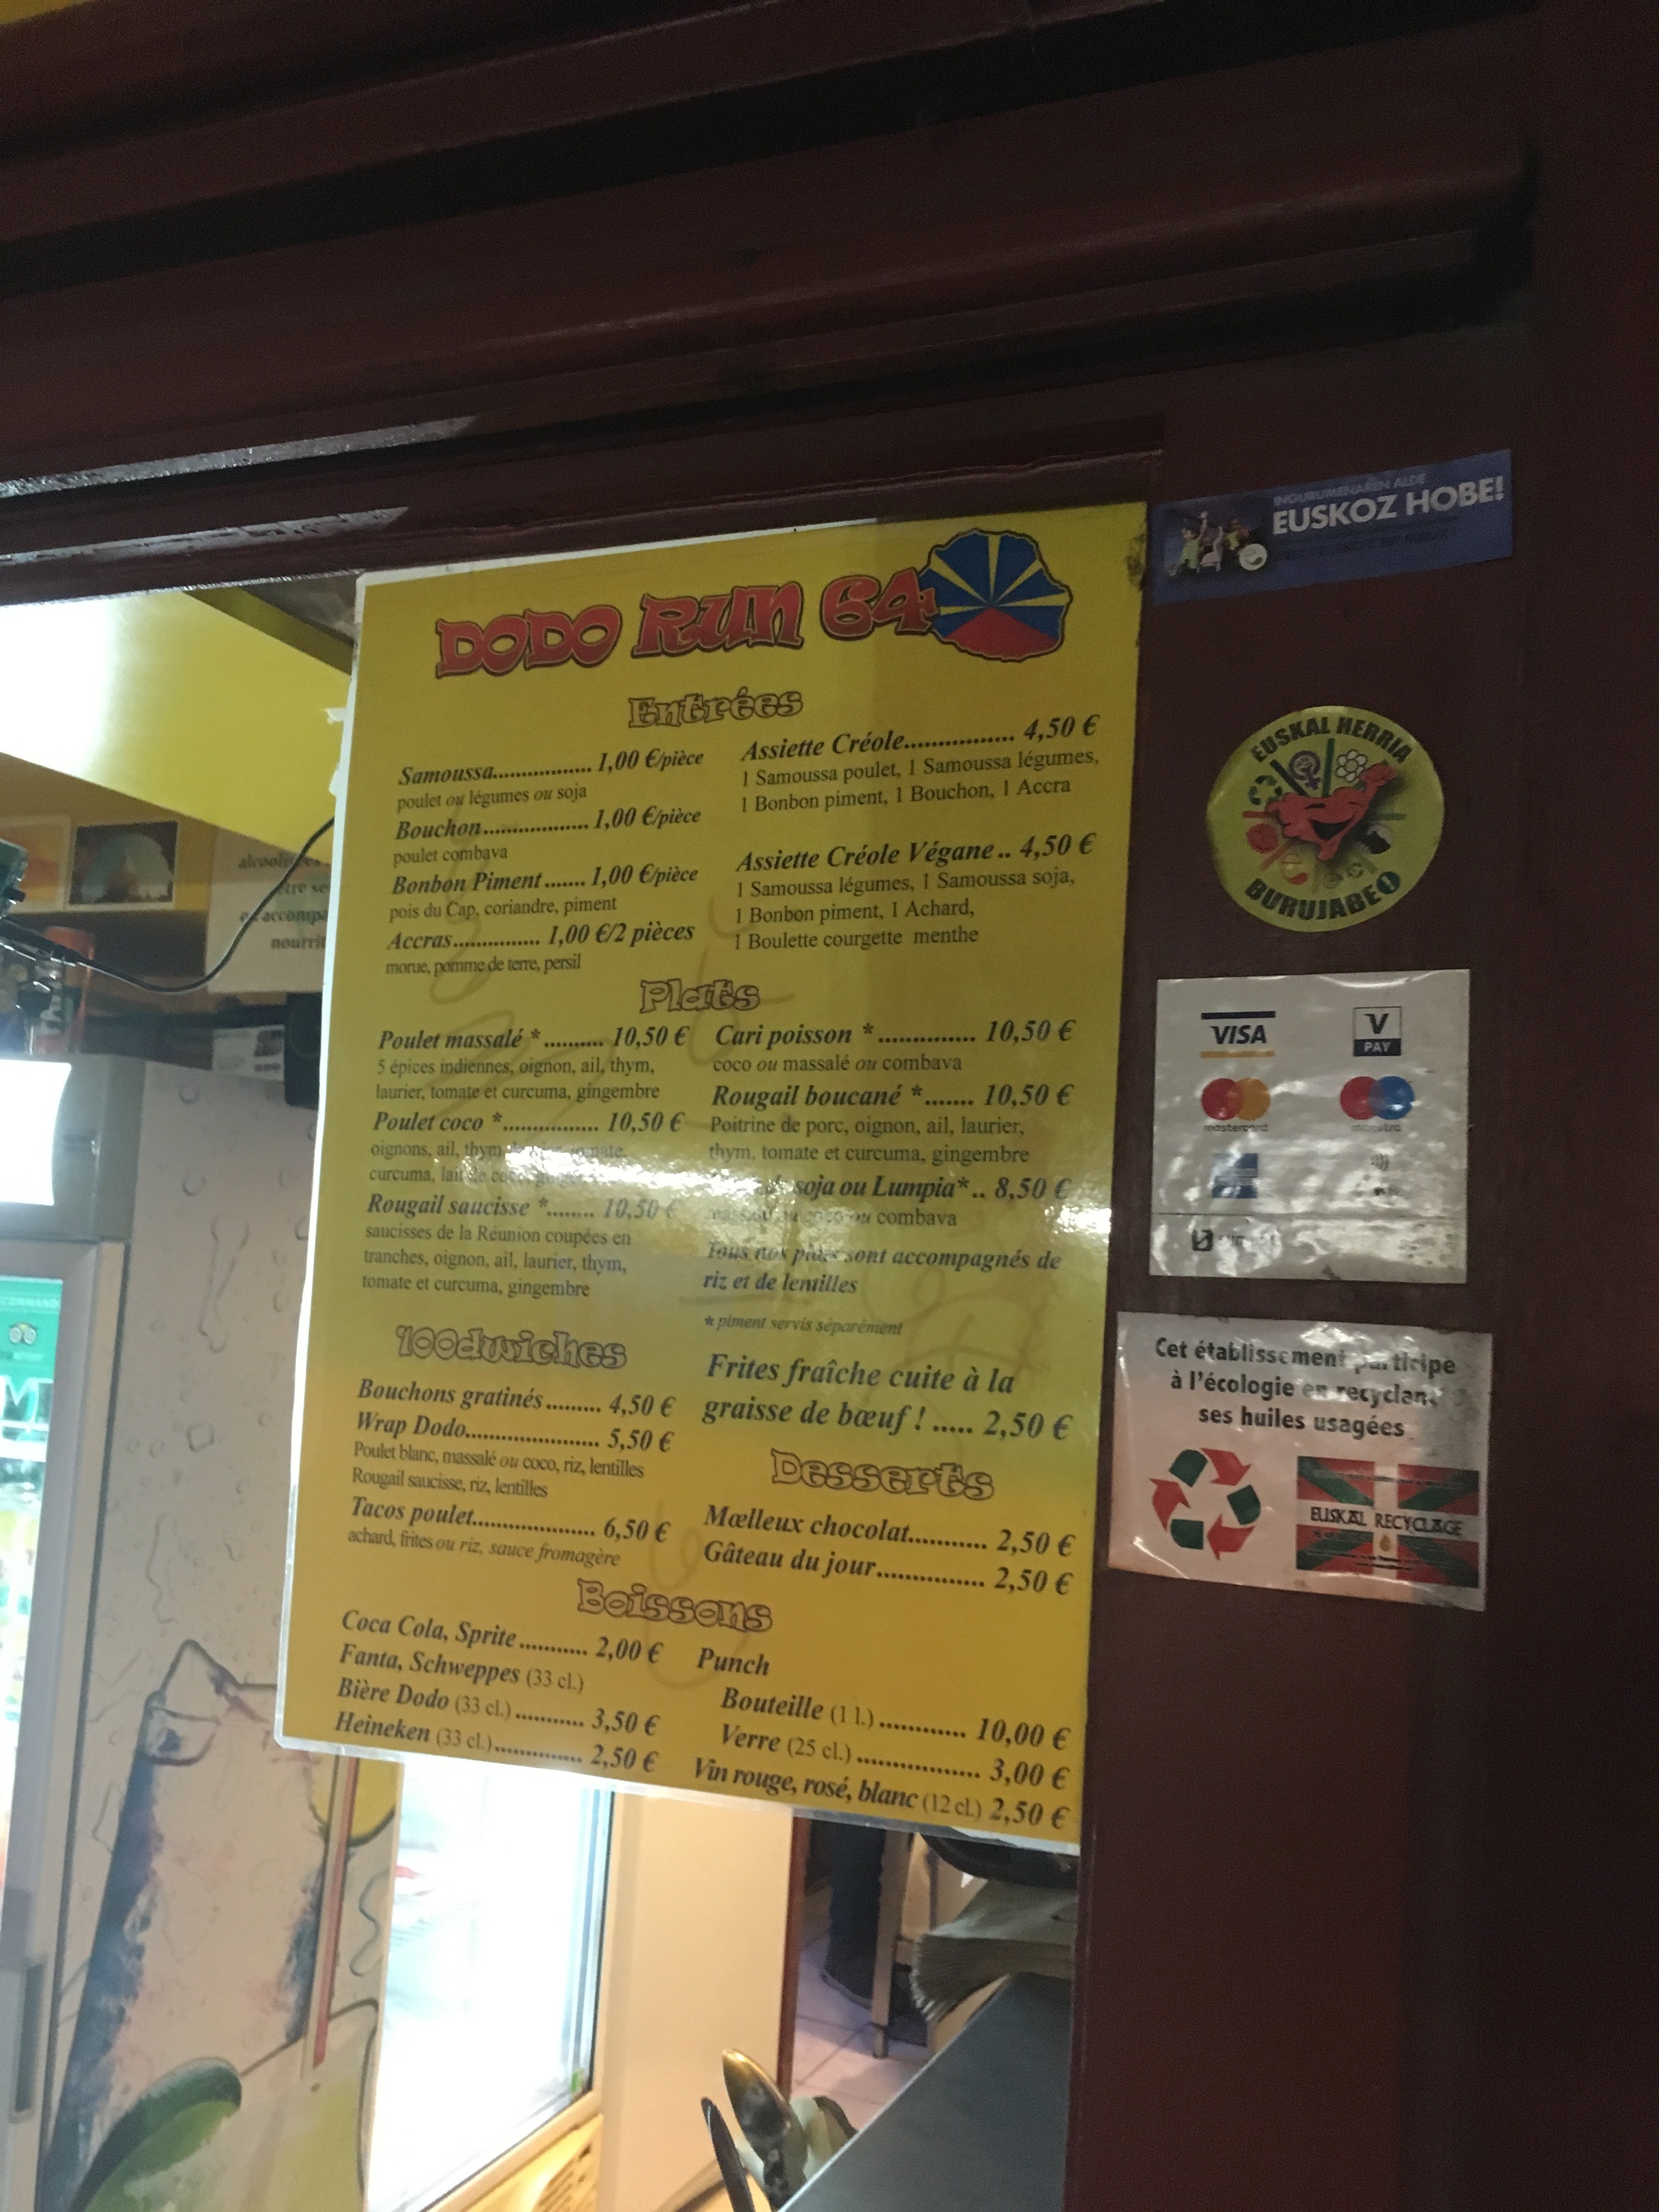 DODO RUN 64
Entrées
Samoussa................. 1,00 €/pièce
poulet ou légumes ou soja
Bouchon.................. 1,00 €/pièce
poulet combava
Bonbon Piment....... 1,00 €/pièce
pois du Cap, coriandre, piment
Accras............... 1,00 €/2 pièces
morue, pomme de terre, persil
Assiette Créole................ 4,50 €
1 Samoussa poulet, 1 Samoussa légumes,
1 Bonbon piment, 1 Bouchon, 1 Accra
Assiette Créole Végane.. 4,50 €
1 Samoussa légumes, 1 Samoussa soja,
1 Bonbon piment, 1 Achard,
1 Boulette courgette menthe
Plats
Poulet massalé *.......... 10,50 €
5 épices indiennes, oignon, ail, thym,
laurier, tomate et curcuma, gingembre
Poulet coco *................ 10,50 €
oignons, ail, thym, tomate,
curcuma, lait de coco,
Rougail saucisse *........ 10,50 €
saucisses de la Réunion coupées en
tranches, oignon, ail, laurier, thym,
tomate et curcuma, gingembre
Cari poisson *.............. 10,50 €
coco ou massalé ou combava
Rougail boucané *....... 10,50 €
Poitrine de porc, oignon, ail, laurier,
thym, tomate et curcuma, gingembre
soja ou Lumpia*.. 8,50 €
ou combava
Tous nos plats sont accompagnés de
riz et de lentilles
* piment servis séparément
100dwiches
Bouchons gratinés......... 4,50 €
Wrap Dodo...................... 5,50 €
Poulet blanc, massalé ou coco, riz, lentilles
Rougail saucisse, riz, lentilles
Tacos poulet.................... 6,50 €
achard, frites ou riz, sauce fromagère
Frites fraîche cuite à la
graisse de bœuf ! ..... 2,50 €
Desserts
Mœlleux chocolat............ 2,50 €
Gâteau du jour................ 2,50 €
Boissons
Coca Cola, Sprite........... 2,00 €
Fanta, Schweppes (33 cl.)
Bière Dodo (33 cl.)........... 3,50 €
Heineken (33 cl.).............. 2,50 €
Punch
Bouteille (1 l.)............ 10,00 €
Verre (25 cl.)................. 3,00 €
Vin rouge, rosé, blanc (12 cl.) 2,50 €
INGURUMENAREN ALDE
EUSKOZ HOBE!
EUSKAL HERRIA
BURUJABE
VISA
V
PAY
mastercard
maestro
Cet établissement participe
à l'écologie en recyclant
ses huiles usagées
EUSKAL RECYCLAGE